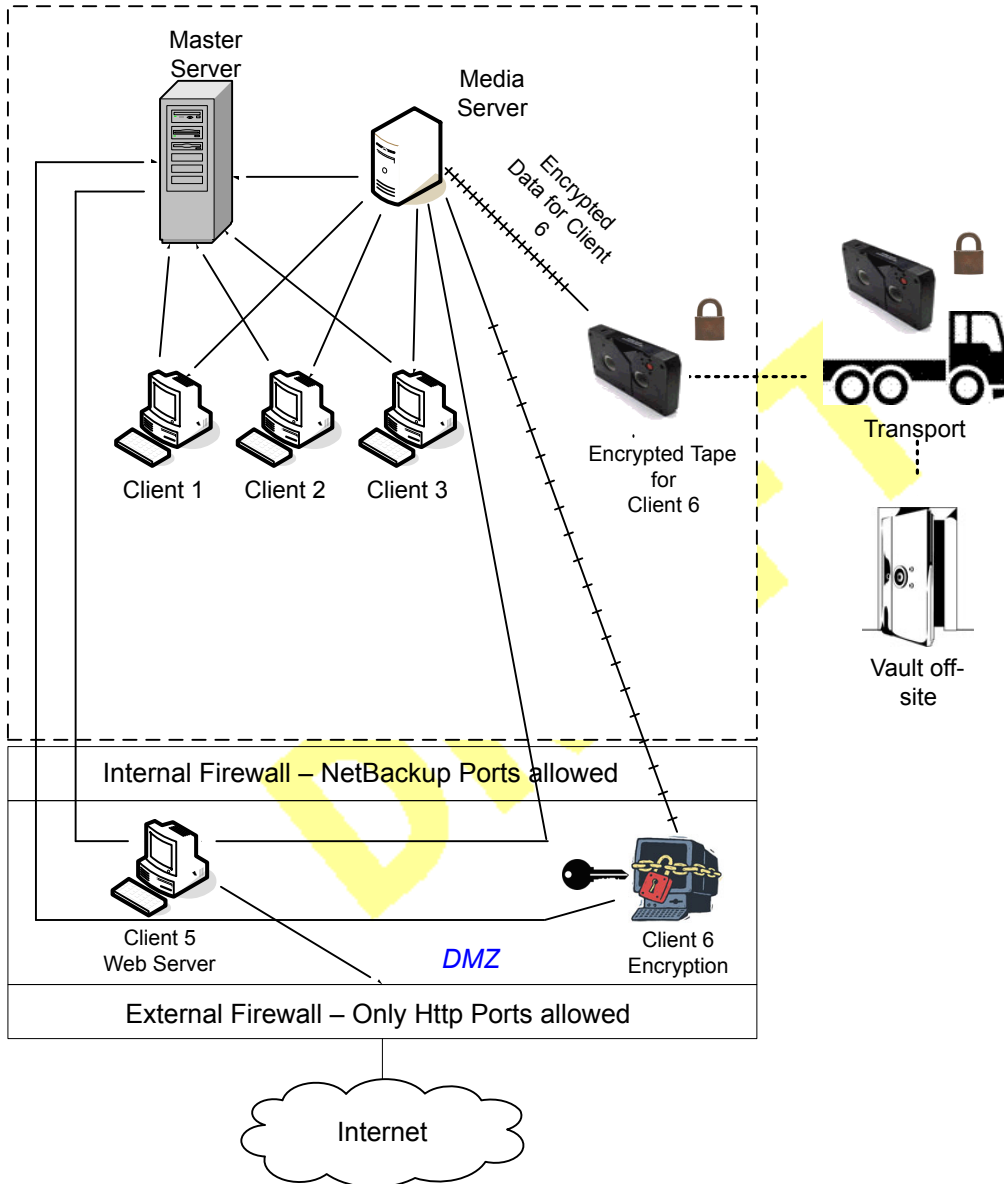 Master
Server
Media
Server
Encrypted
Data for Client
6
Client 1
Client 2
Client 3
Encrypted Tape
for
Client 6
Transport
Vault off-
site
Internal Firewall – NetBackup Ports allowed
Client 5
Web Server
DMZ
Client 6
Encryption
External Firewall – Only Http Ports allowed
Internet